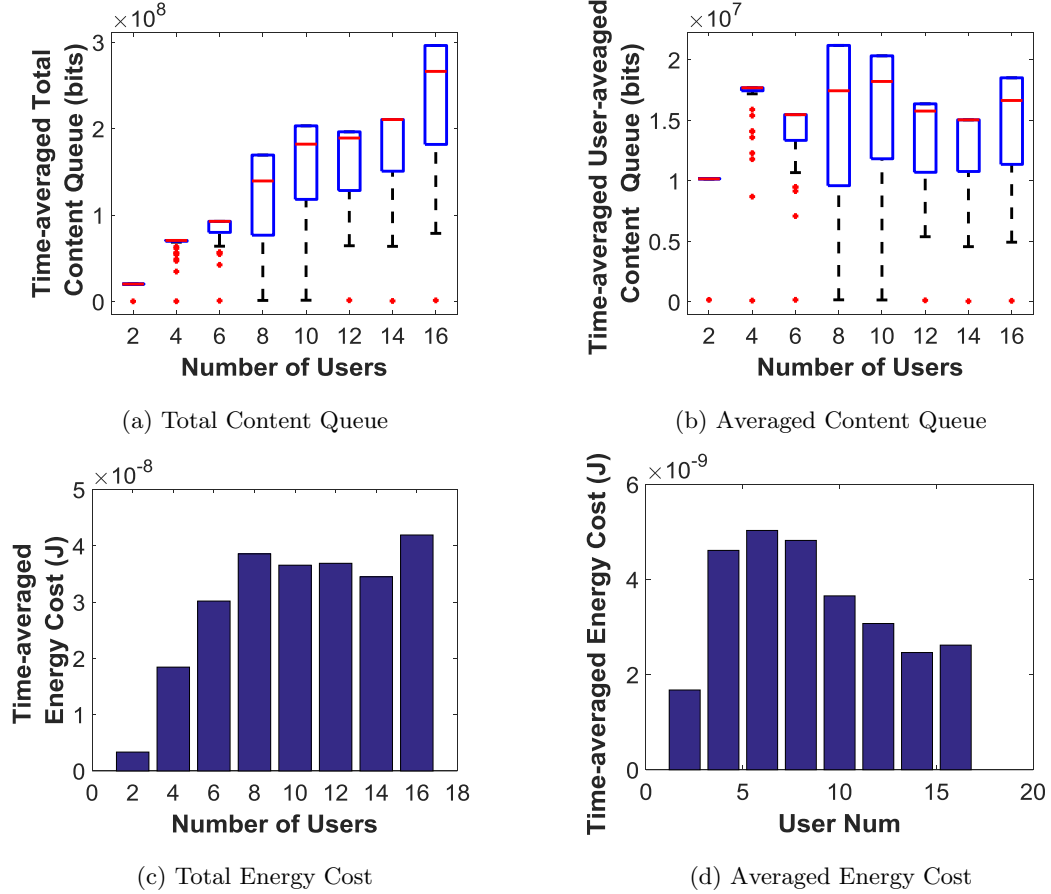 ×10^8
3
2
1
0
Time-averaged Total
Content Queue (bits)
2 4 6 8 10 12 14 16
Number of Users
(a) Total Content Queue
×10^7
2
1.5
1
0.5
0
Time-averaged User-aveaged
Content Queue (bits)
2 4 6 8 10 12 14 16
Number of Users
(b) Averaged Content Queue
×10^-8
5
4
3
2
1
0
Time-averaged
Energy Cost (J)
0 2 4 6 8 10 12 14 16 18
Number of Users
(c) Total Energy Cost
×10^-9
6
4
2
0
Time-averaged Energy Cost (J)
0 5 10 15 20
User Num
(d) Averaged Energy Cost